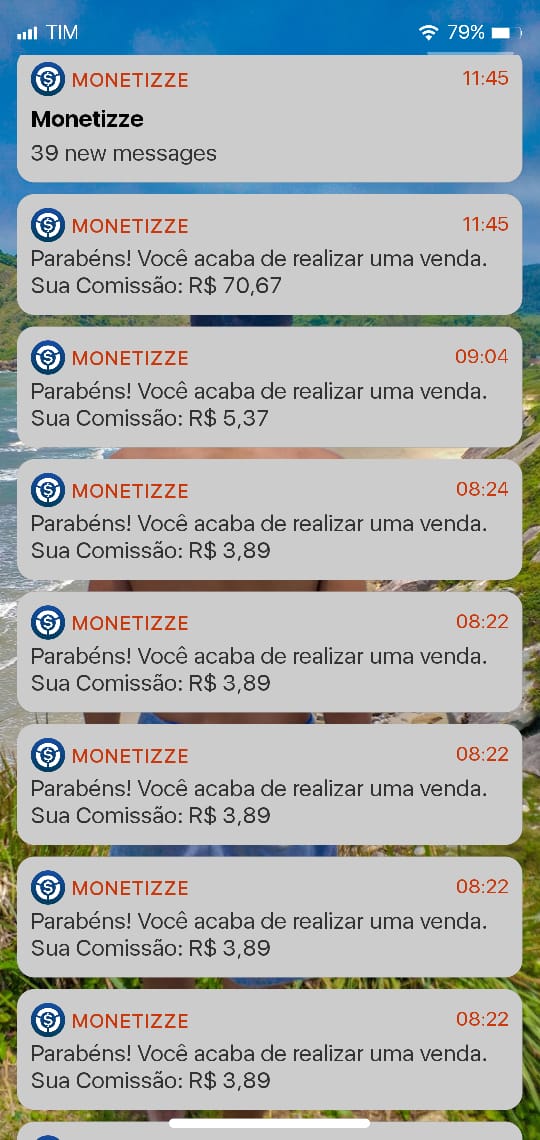 TIM
79%
MONETIZZE
11:45
Monetizze
39 new messages
MONETIZZE
11:45
Parabéns! Você acaba de realizar uma venda.
Sua Comissão: R$ 70,67
MONETIZZE
09:04
Parabéns! Você acaba de realizar uma venda.
Sua Comissão: R$ 5,37
MONETIZZE
08:24
Parabéns! Você acaba de realizar uma venda.
Sua Comissão: R$ 3,89
MONETIZZE
08:22
Parabéns! Você acaba de realizar uma venda.
Sua Comissão: R$ 3,89
MONETIZZE
08:22
Parabéns! Você acaba de realizar uma venda.
Sua Comissão: R$ 3,89
MONETIZZE
08:22
Parabéns! Você acaba de realizar uma venda.
Sua Comissão: R$ 3,89
MONETIZZE
08:22
Parabéns! Você acaba de realizar uma venda.
Sua Comissão: R$ 3,89